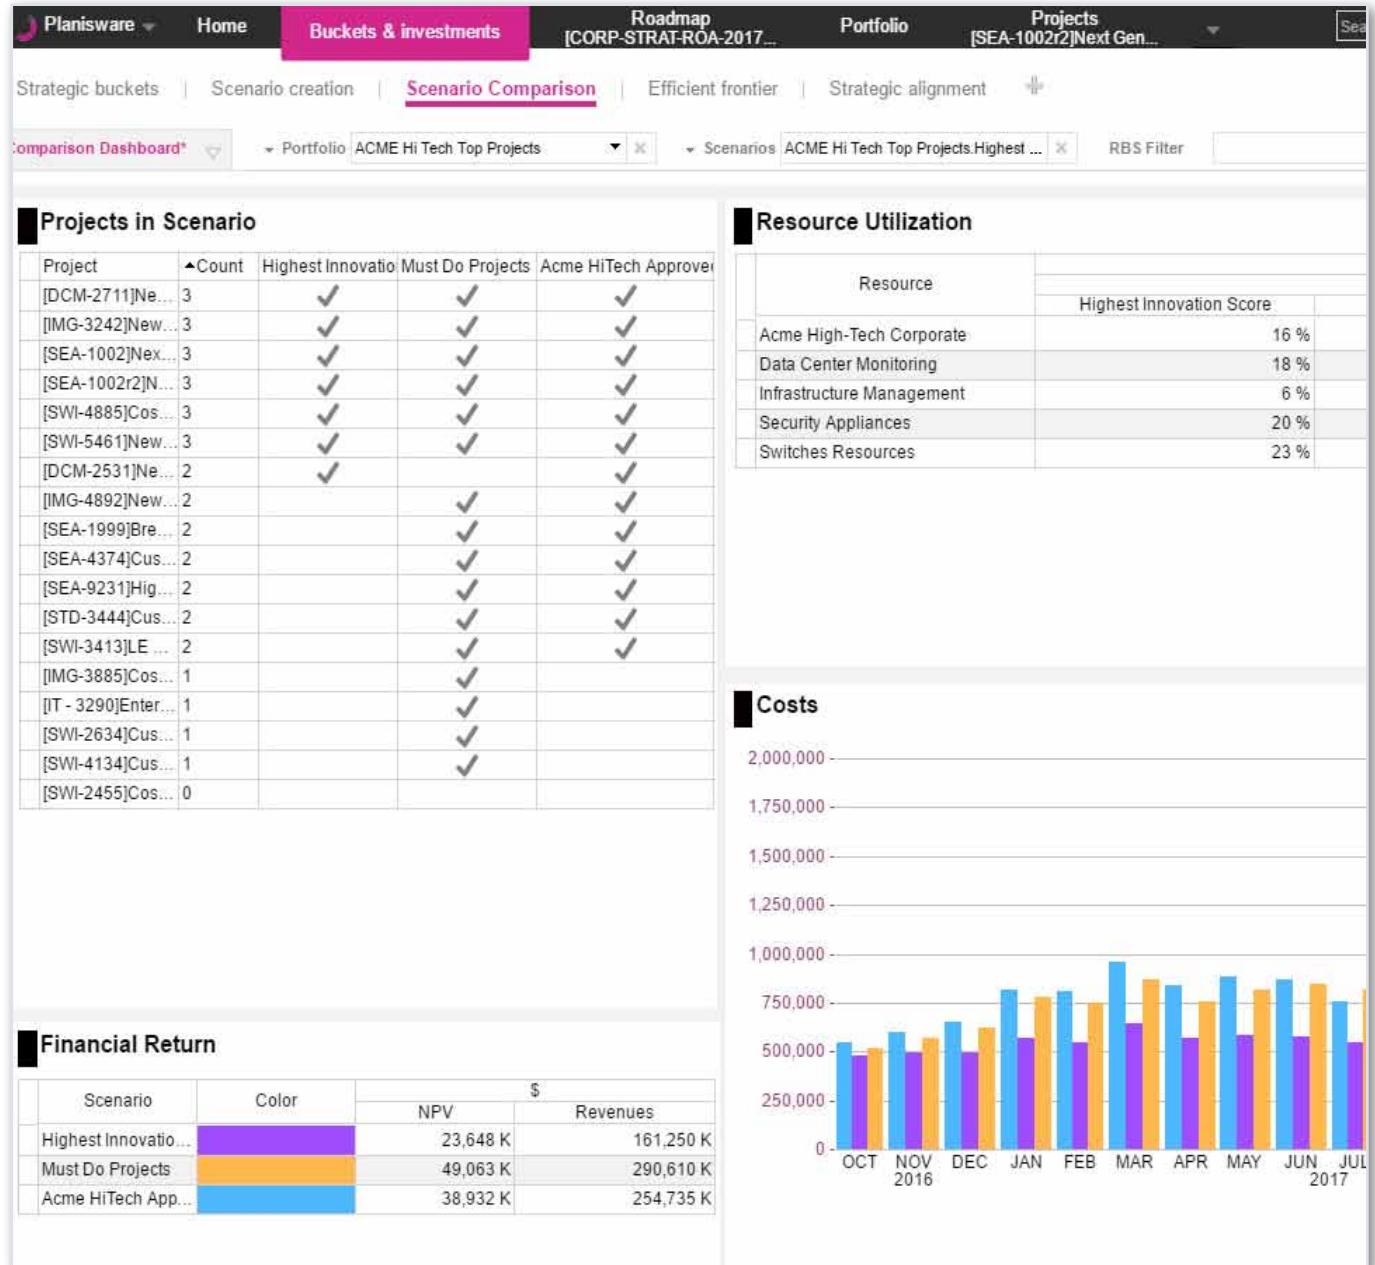 Planisware Home Buckets & investments Roadmap [CORP-STRAT-ROA-2017... Portfolio Projects [SEA-1002r2]Next Gen... Sea
Strategic buckets | Scenario creation | Scenario Comparison | Efficient frontier | Strategic alignment
omparison Dashboard* Portfolio ACME Hi Tech Top Projects Scenarios ACME Hi Tech Top Projects.Highest ... RBS Filter
Projects in Scenario
Project Count Highest Innovatio Must Do Projects Acme HiTech Approve
[DCM-2711]Ne... 3
[IMG-3242]New... 3
[SEA-1002]Nex... 3
[SEA-1002r2]N... 3
[SWI-4885]Cos... 3
[SWI-5461]New... 3
[DCM-2531]Ne... 2
[IMG-4892]New... 2
[SEA-1999]Bre... 2
[SEA-4374]Cus... 2
[SEA-9231]Hig... 2
[STD-3444]Cus... 2
[SWI-3413]LE ... 2
[IMG-3885]Cos... 1
[IT - 3290]Enter... 1
[SWI-2634]Cus... 1
[SWI-4134]Cus... 1
[SWI-2455]Cos... 0
Resource Utilization
Resource
Highest Innovation Score
Acme High-Tech Corporate 16 %
Data Center Monitoring 18 %
Infrastructure Management 6 %
Security Appliances 20 %
Switches Resources 23 %
Financial Return
Scenario Color $
NPV Revenues
Highest Innovatio... 23,648 K 161,250 K
Must Do Projects 49,063 K 290,610 K
Acme HiTech App... 38,932 K 254,735 K
Costs
2,000,000
1,750,000
1,500,000
1,250,000
1,000,000
750,000
500,000
250,000
0
OCT NOV DEC JAN FEB MAR APR MAY JUN JUL
2016 2017